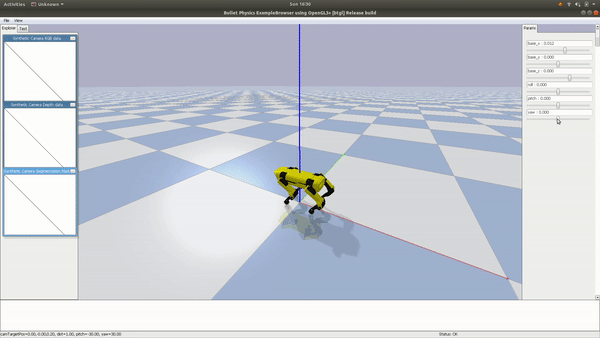 Activities
Unknown
Sun 16:00
Bullet Physics ExampleBrowser using OpenGL3+ [btgl] Release build
File View
Explorer Test
Params
Synthetic Camera RGB data
Synthetic Camera Depth data
Synthetic Camera Segmentation Mask
base_x : 0.010
base_y : 0.000
base_z : 0.000
roll : 0.000
pitch : 0.000
yaw : 0.000
camTargetPos=0.00,0.00,0.20, dist=1.00, pitch=-30.00, yaw=30.00
Status: OK